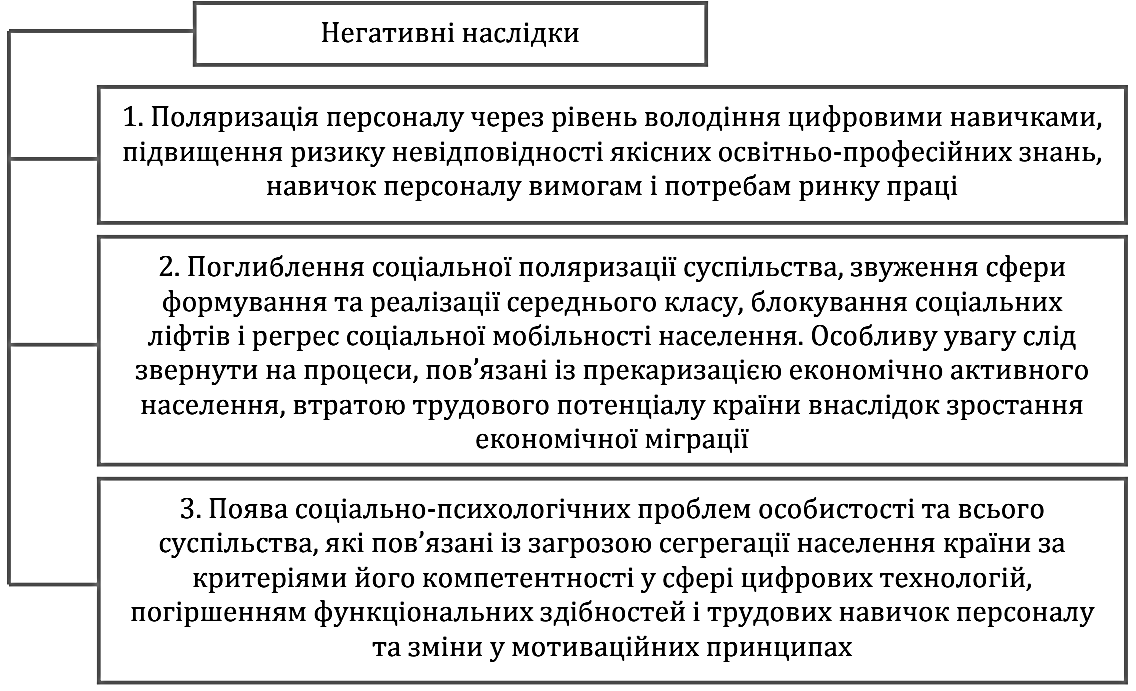 Негативні наслідки
1. Поляризація персоналу через рівень володіння цифровими навичками,
підвищення ризику невідповідності якісних освітньо-професійних знань,
навичок персоналу вимогам і потребам ринку праці
2. Поглиблення соціальної поляризації суспільства, звуження сфери
формування та реалізації середнього класу, блокування соціальних
ліфтів і регрес соціальної мобільності населення. Особливу увагу слід
звернути на процеси, пов’язані із прекаризацією економічно активного
населення, втратою трудового потенціалу країни внаслідок зростання
економічної міграції
3. Поява соціально-психологічних проблем особистості та всього
суспільства, які пов’язані із загрозою сегрегації населення країни за
критеріями його компетентності у сфері цифрових технологій,
погіршенням функціональних здібностей і трудових навичок персоналу
та зміни у мотиваційних принципах